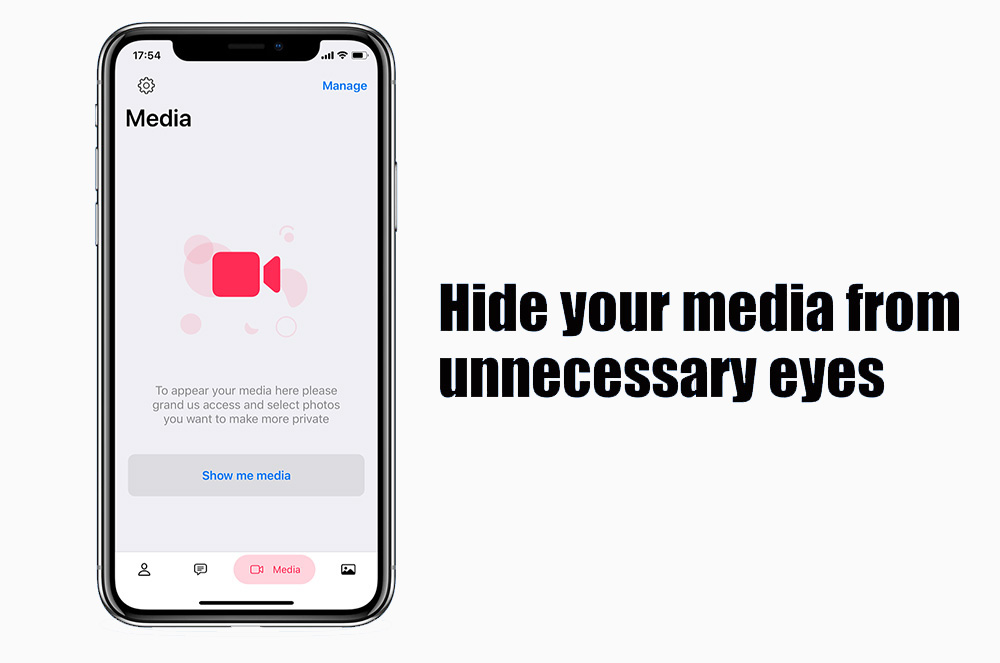 17:54
Manage
Media
To appear your media here please
grand us access and select photos
you want to make more private
Show me media
Media
Hide your media from
unnecessary eyes